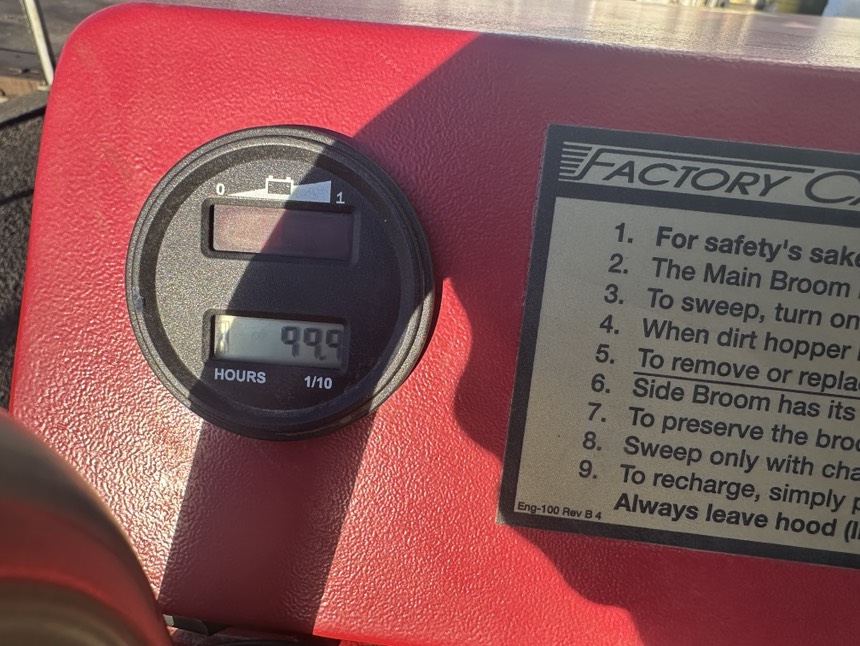 0 1
999
HOURS 1/10
FACTORY
1. For safety's sake
2. The Main Broom
3. To sweep, turn on
4. When dirt hopper
5. To remove or repla
6. Side Broom has its
7. To preserve the broo
8. Sweep only with cha
9. To recharge, simply p
Always leave hood (
Eng-100 Rev B 4